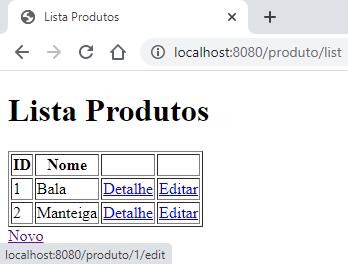 Lista Produtos
localhost:8080/produto/list
Lista Produtos
ID Nome
1 Bala Detalhe Editar
2 Manteiga Detalhe Editar
Novo
localhost:8080/produto/1/edit